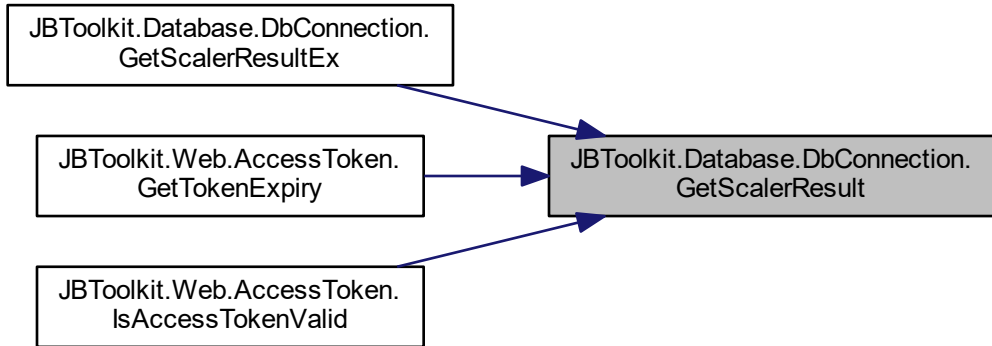 JBToolkit.Database.DbConnection.
GetScalerResultEx
JBToolkit.Web.AccessToken.
GetTokenExpiry
JBToolkit.Database.DbConnection.
GetScalerResult
JBToolkit.Web.AccessToken.
IsAccessTokenValid